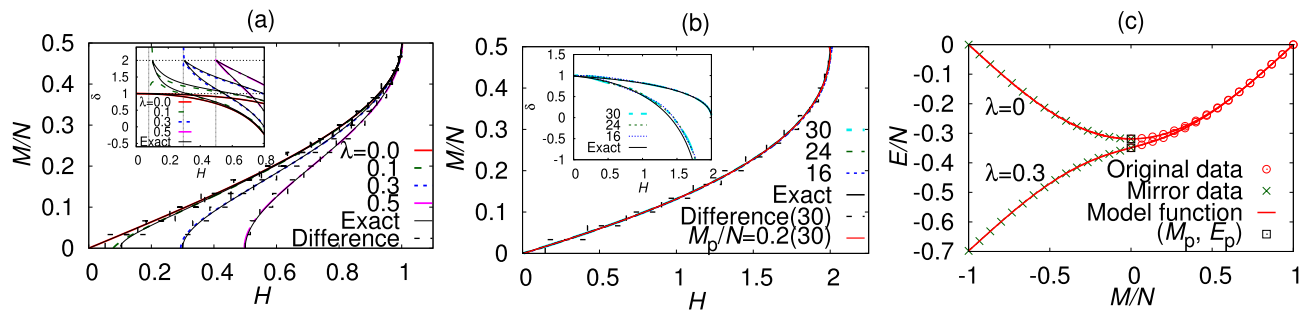 (a)
M/N
0.5
0.4
0.3
0.2
0.1
0
0
0.2
0.4
0.6
0.8
1
H
λ=0.0
0.1
0.3
0.5
Exact
Difference
δ
2
1
0
-1
0
0.2
0.4
0.6
0.8
H
λ=0.0
0.1
0.3
0.5
Exact
(b)
M/N
0.5
0.4
0.3
0.2
0.1
0
0
0.5
1
1.5
2
H
30
24
16
Exact
Difference(30)
Mp/N=0.2(30)
δ
1.5
1
0.5
0
-0.5
-1
0
0.5
1
1.5
2
H
30
24
16
Exact
(c)
E/N
0
-0.1
-0.2
-0.3
-0.4
-0.5
-0.6
-0.7
-1
-0.5
0
0.5
1
M/N
λ=0
λ=0.3
Original data
Mirror data
Model function
(Mp, Ep)